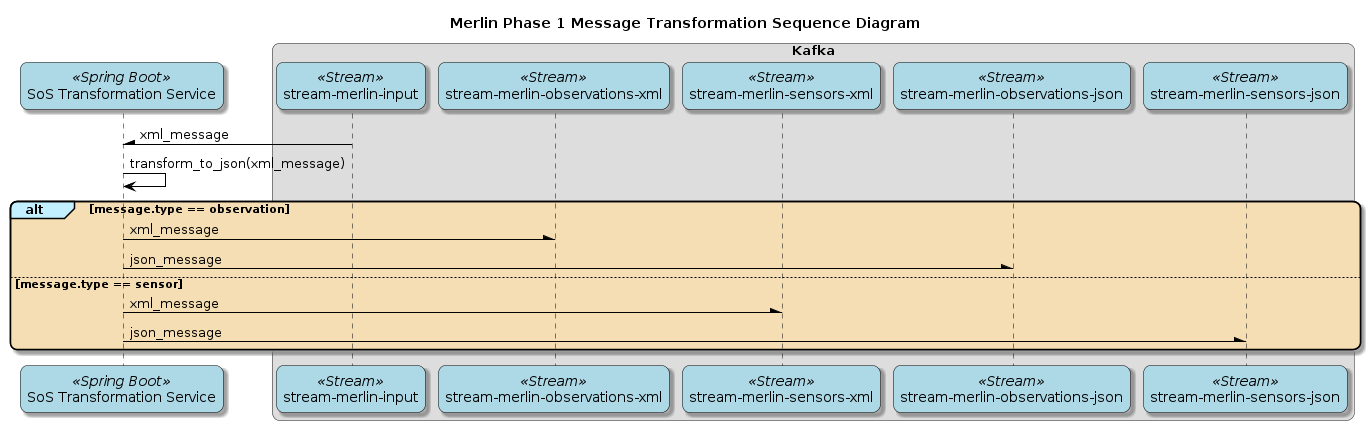 Merlin Phase 1 Message Transformation Sequence Diagram
Kafka
«Spring Boot»
SoS Transformation Service
«Stream»
stream-merlin-input
«Stream»
stream-merlin-observations-xml
«Stream»
stream-merlin-sensors-xml
«Stream»
stream-merlin-observations-json
«Stream»
stream-merlin-sensors-json
xml_message
transform_to_json(xml_message)
alt
[message.type == observation]
xml_message
json_message
[message.type == sensor]
xml_message
json_message
«Spring Boot»
SoS Transformation Service
«Stream»
stream-merlin-input
«Stream»
stream-merlin-observations-xml
«Stream»
stream-merlin-sensors-xml
«Stream»
stream-merlin-observations-json
«Stream»
stream-merlin-sensors-json